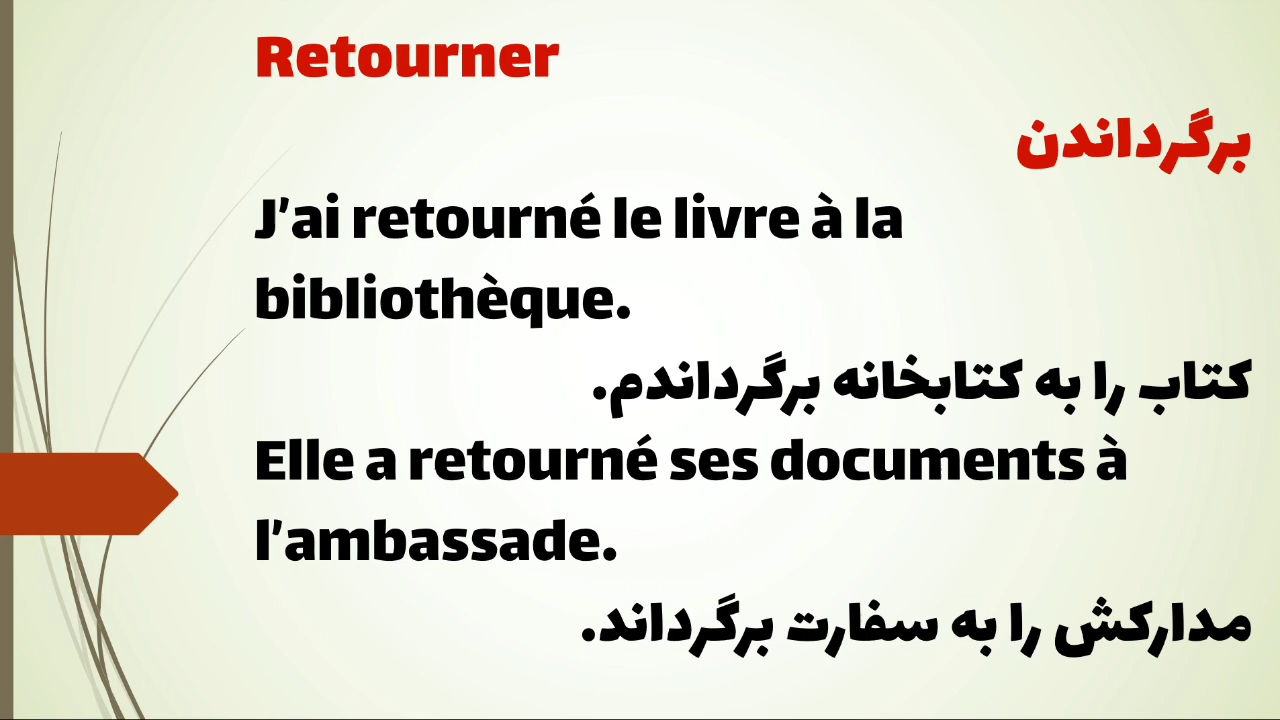 Retourner
برگرداندن
J'ai retourné le livre à la
bibliothèque.
کتاب را به کتابخانه برگرداندم.
Elle a retourné ses documents à
l'ambassade.
مدارکش را به سفارت برگرداند.